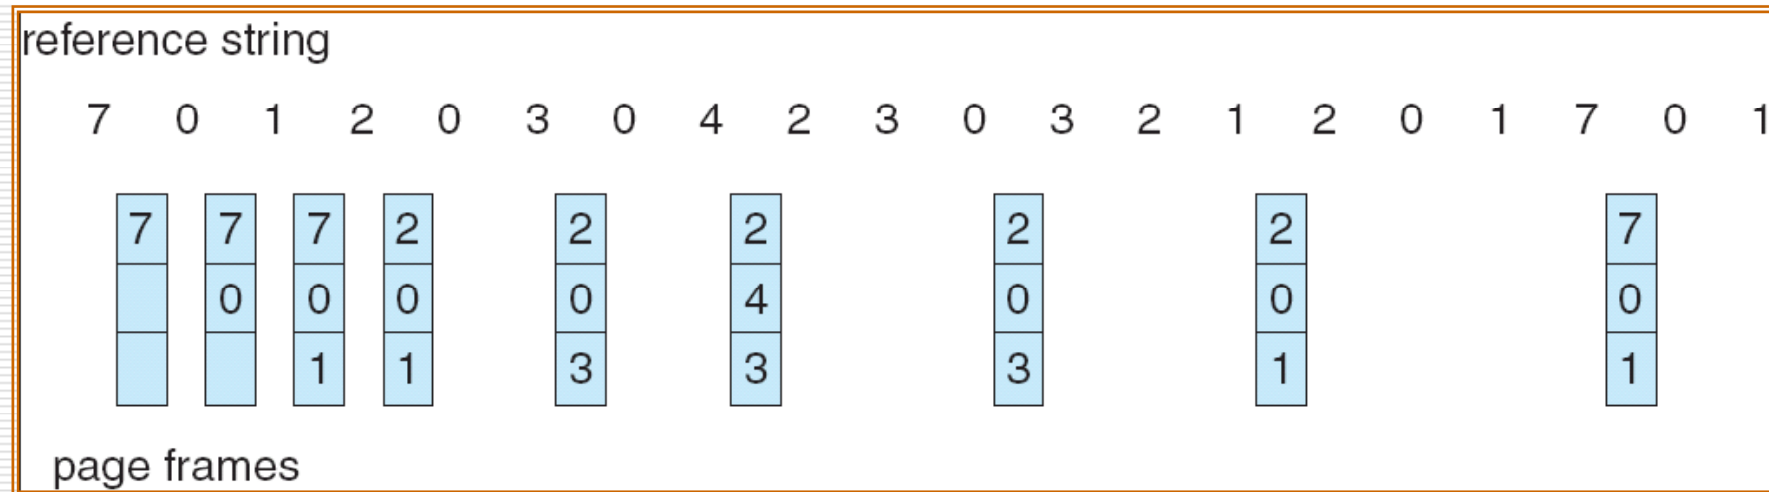 reference string
7 0 1 2 0 3 0 4 2 3 0 3 2 1 2 0 1 7 0 1
7 7 7 2 2 2 2 2 7
0 0 0 0 4 0 0 0
1 1 3 3 3 1 1
page frames